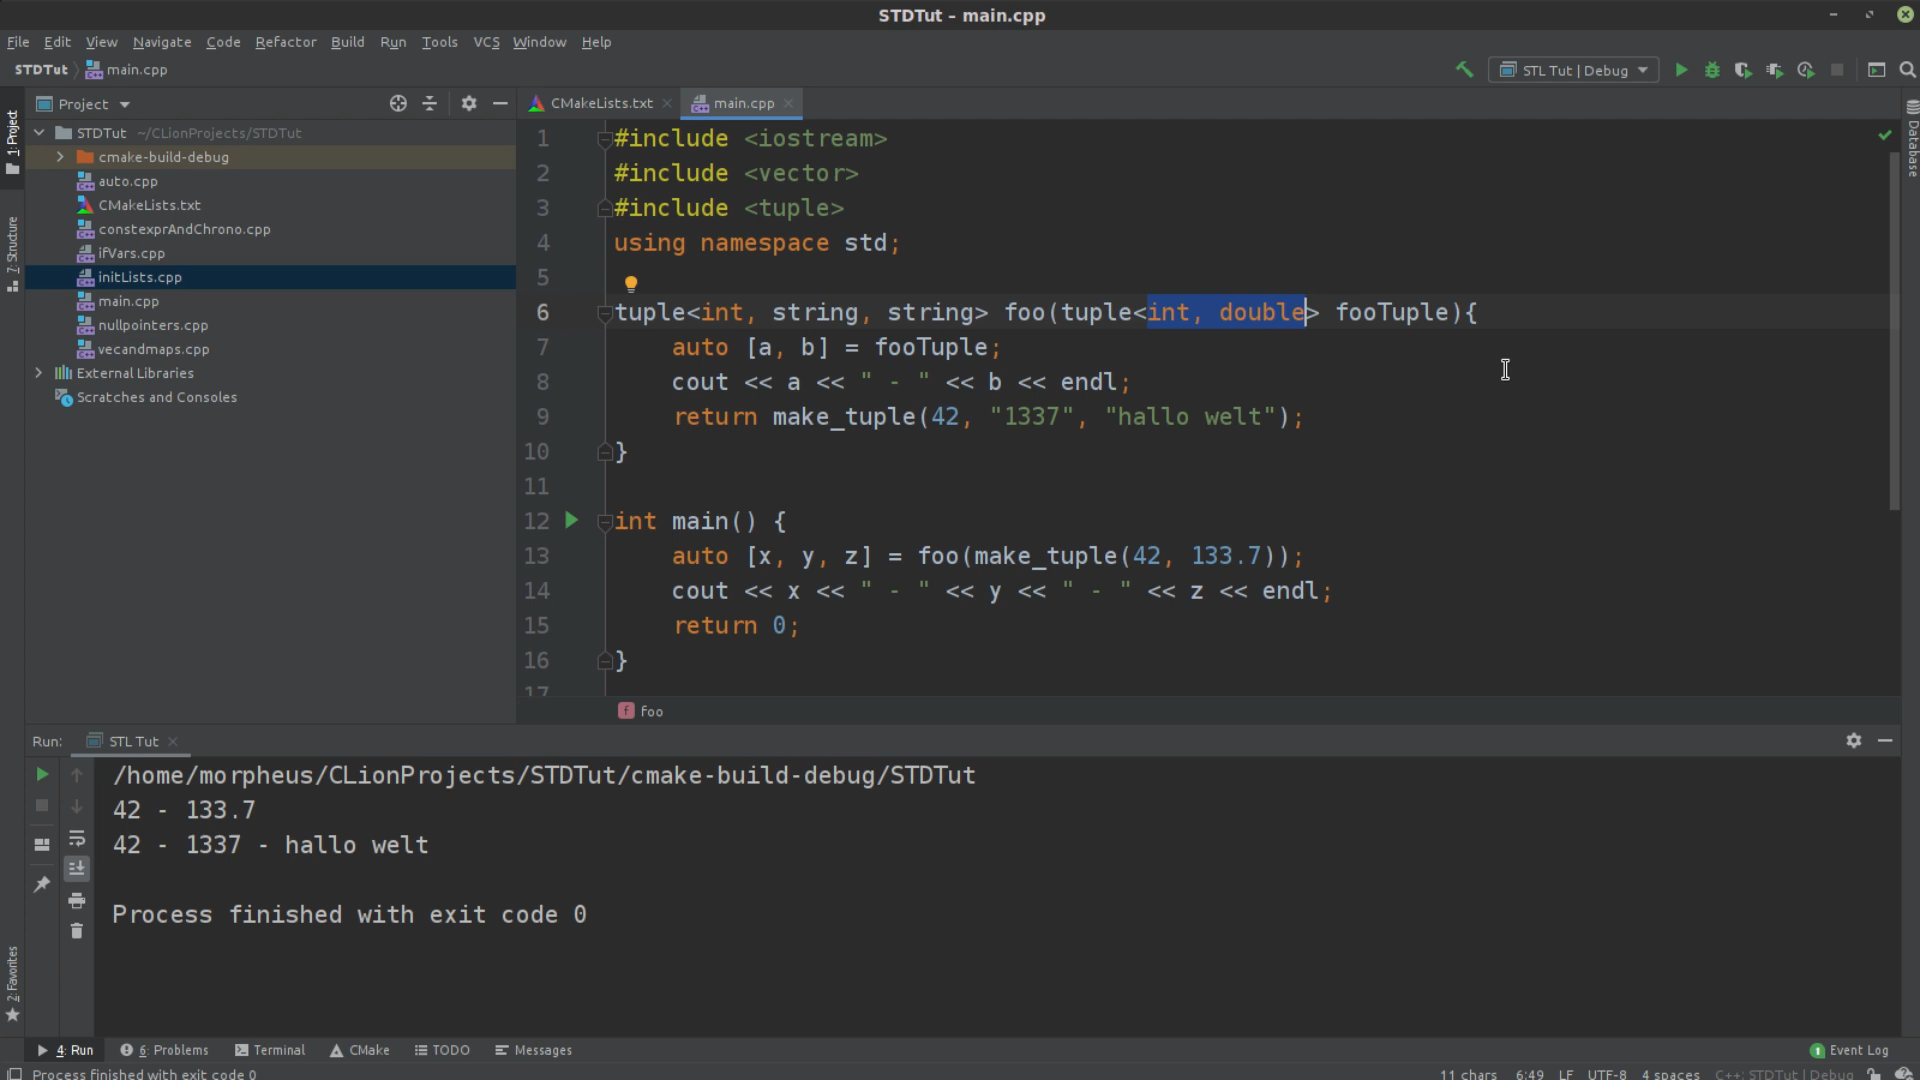 STDTut – main.cpp
File Edit View Navigate Code Refactor Build Run Tools VCS Window Help
STDTut main.cpp
STL Tut | Debug
1: Project
7: Structure
2: Favorites
Project
STDTut ~/CLionProjects/STDTut
cmake-build-debug
auto.cpp
CMakeLists.txt
constexprAndChrono.cpp
ifVars.cpp
initLists.cpp
main.cpp
nullpointers.cpp
vecandmaps.cpp
External Libraries
Scratches and Consoles
CMakeLists.txt main.cpp
1 #include <iostream>
2 #include <vector>
3 #include <tuple>
4 using namespace std;
5
6 tuple<int, string, string> foo(tuple<int, double> fooTuple){
7 auto [a, b] = fooTuple;
8 cout << a << " - " << b << endl;
9 return make_tuple(42, "1337", "hallo welt");
10 }
11
12 int main() {
13 auto [x, y, z] = foo(make_tuple(42, 133.7));
14 cout << x << " - " << y << " - " << z << endl;
15 return 0;
16 }
17
f foo
Database
Run: STL Tut
/home/morpheus/CLionProjects/STDTut/cmake-build-debug/STDTut
42 - 133.7
42 - 1337 - hallo welt
Process finished with exit code 0
4: Run 6: Problems Terminal CMake TODO Messages 1 Event Log
Process finished with exit code 0 11 chars 6:49 LF UTF-8 4 spaces C++: STDTut | Debug